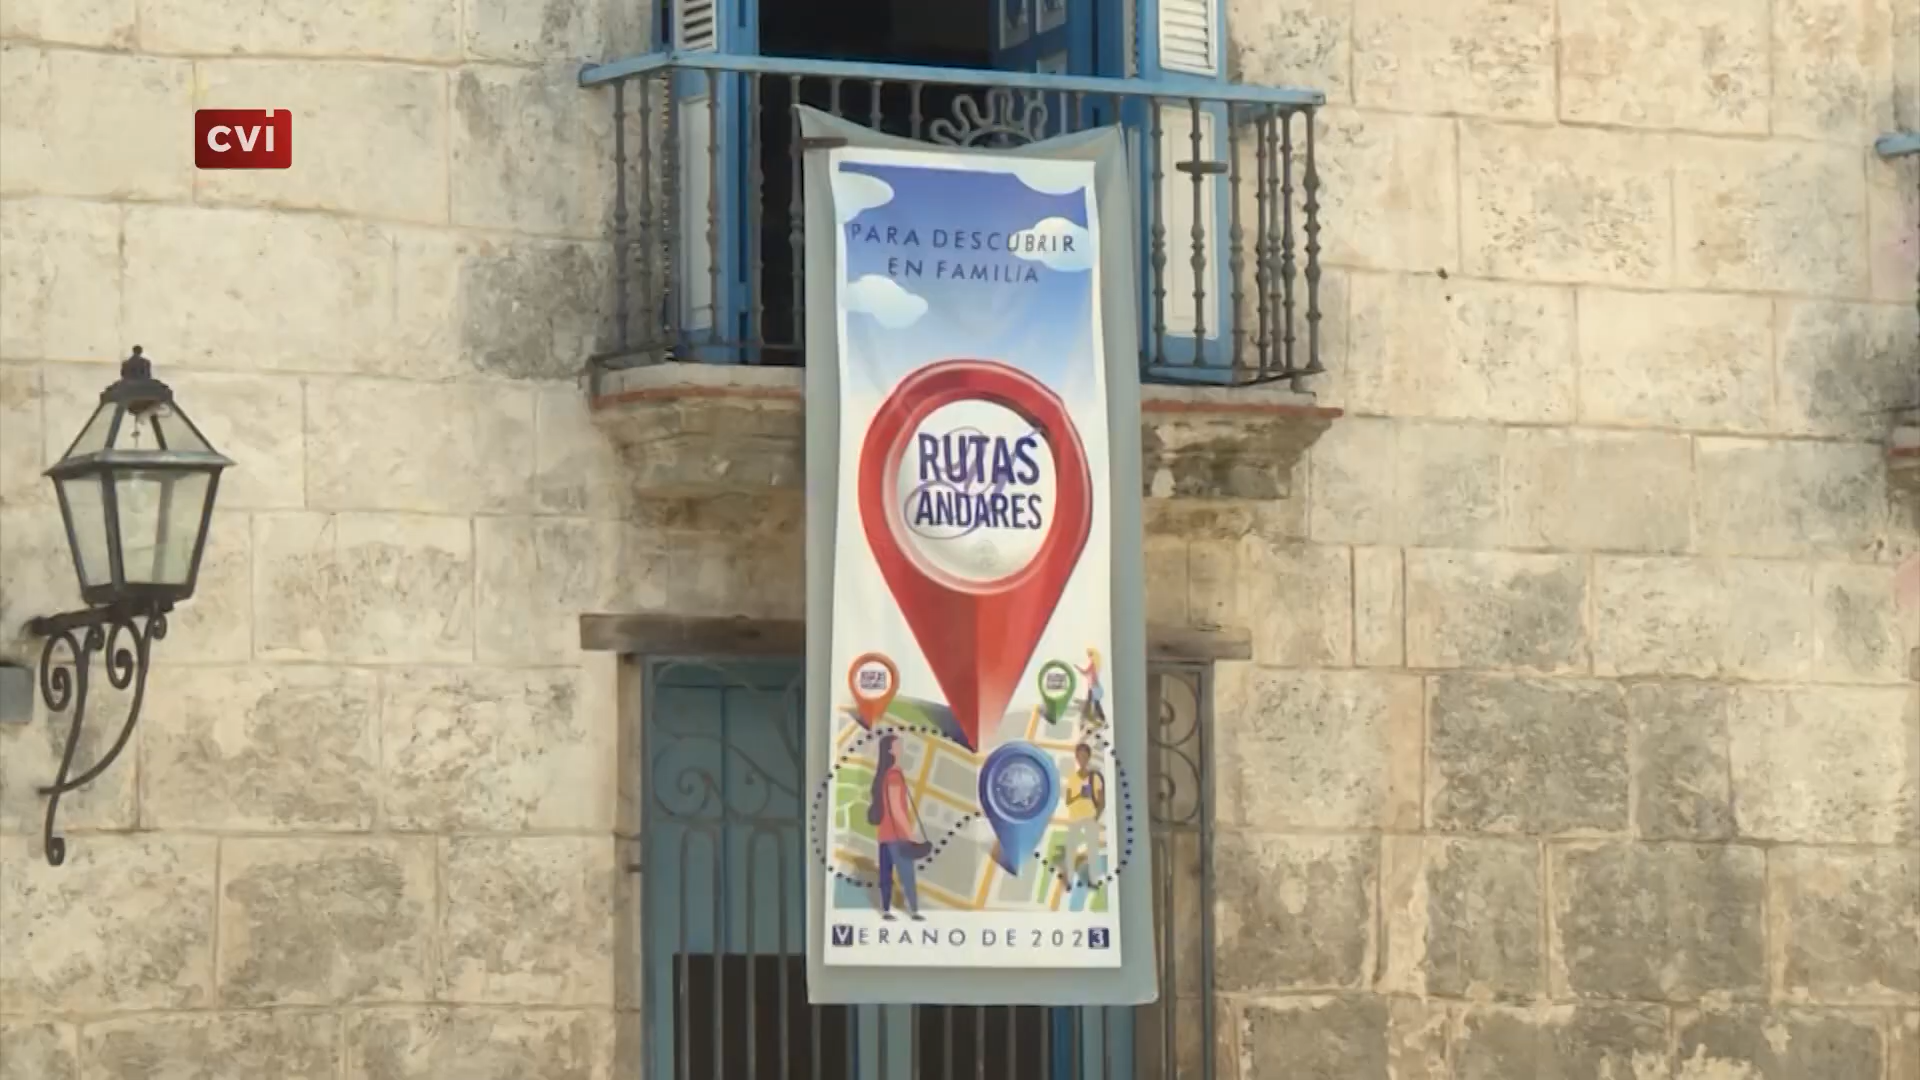 cvi
PARA DESCUBRIR
EN FAMILIA
RUTAS
Y
ANDARES
VERANO DE 2023